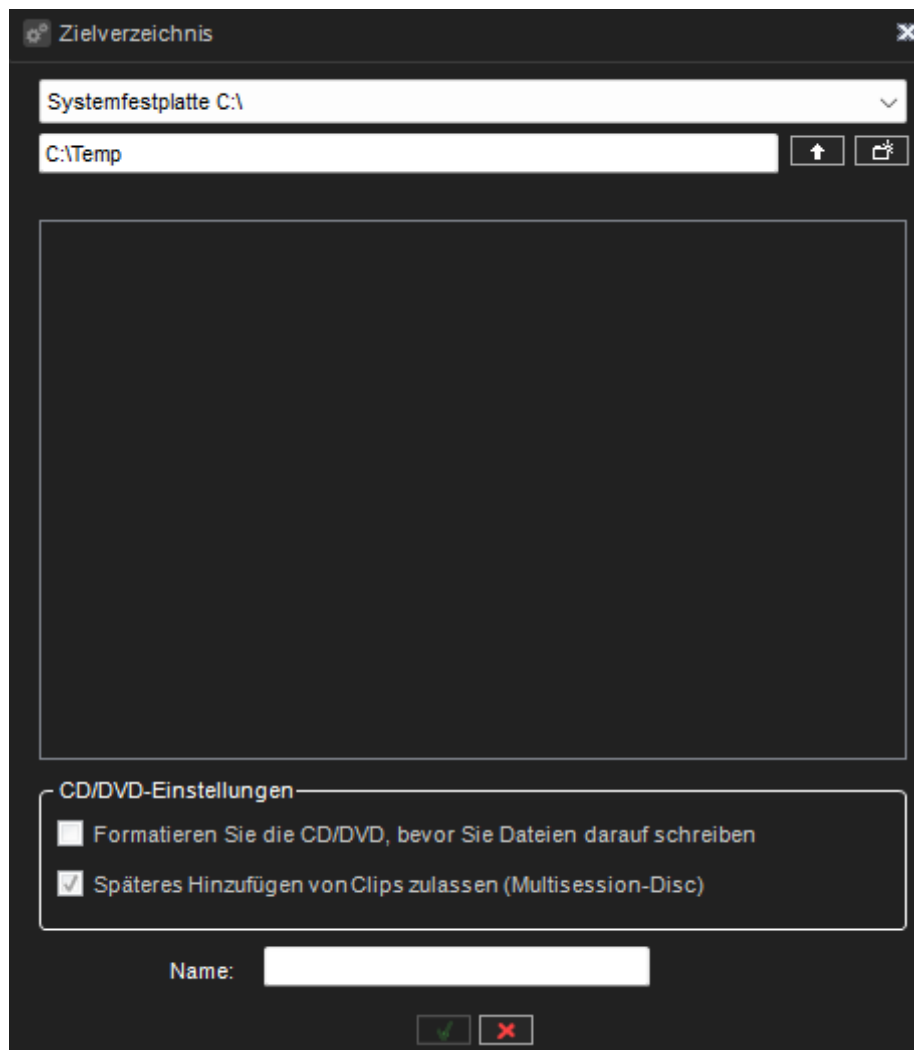 Zielverzeichnis
Systemfestplatte C:\
C:\Temp
CD/DVD-Einstellungen
Formatieren Sie die CD/DVD, bevor Sie Dateien darauf schreiben
Späteres Hinzufügen von Clips zulassen (Multisession-Disc)
Name: